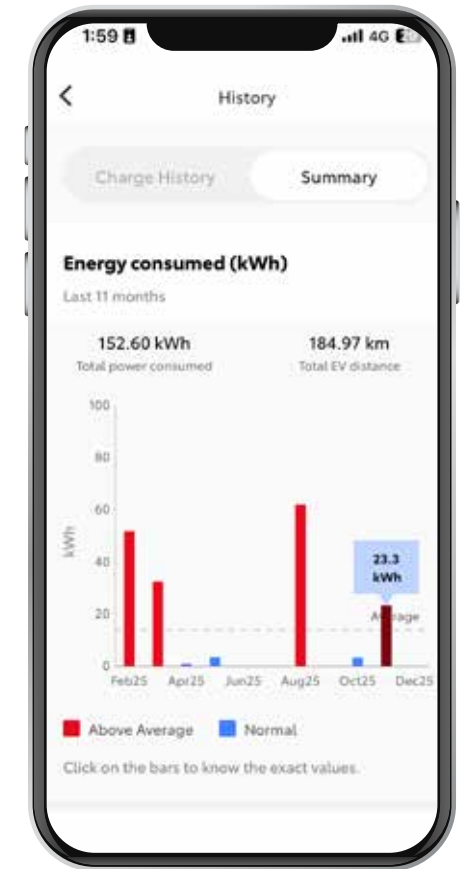 1:59
4G
History
Charge History
Summary
Energy consumed (kWh)
Last 11 months
152.60 kWh
184.97 km
Total power consumed
Total EV distance
100
80
60
40
20
0
kWh
23.3
kWh
Average
Feb25
Apr25
Jun25
Aug25
Oct25
Dec25
Above Average
Normal
Click on the bars to know the exact values.